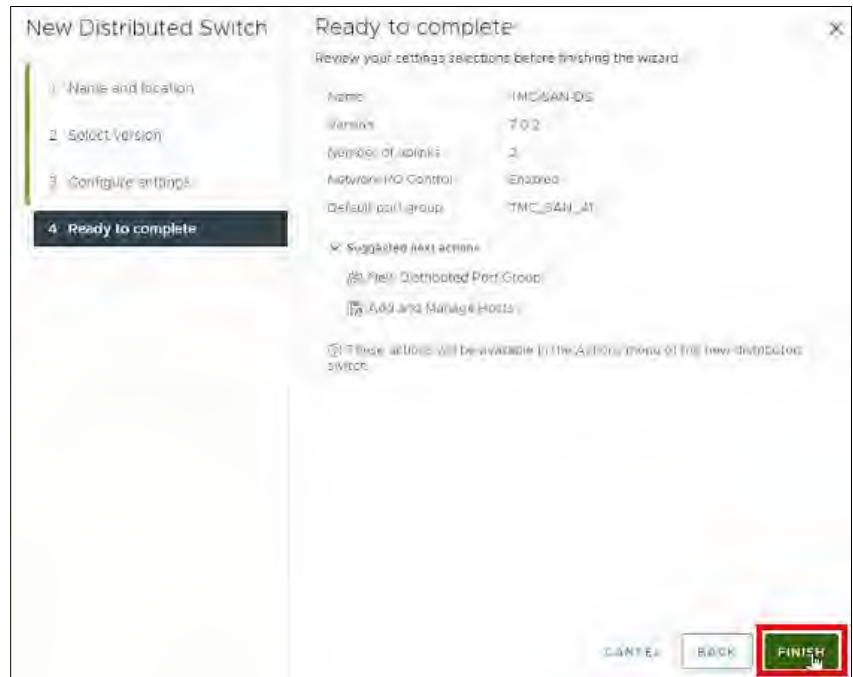 New Distributed Switch
1 Name and location
2 Select version
3 Configure settings
4 Ready to complete
Ready to complete
Review your settings selections before finishing the wizard
Name TMC-SAN-DS
Version 7.0.2
Number of uplinks 2
Network I/O Control Enabled
Default port group TMC_SAN_A1
Suggested next actions
New Distributed Port Group
Add and Manage Hosts
These actions will be available in the Actions menu of the new distributed
switch
CANCEL BACK FINISH